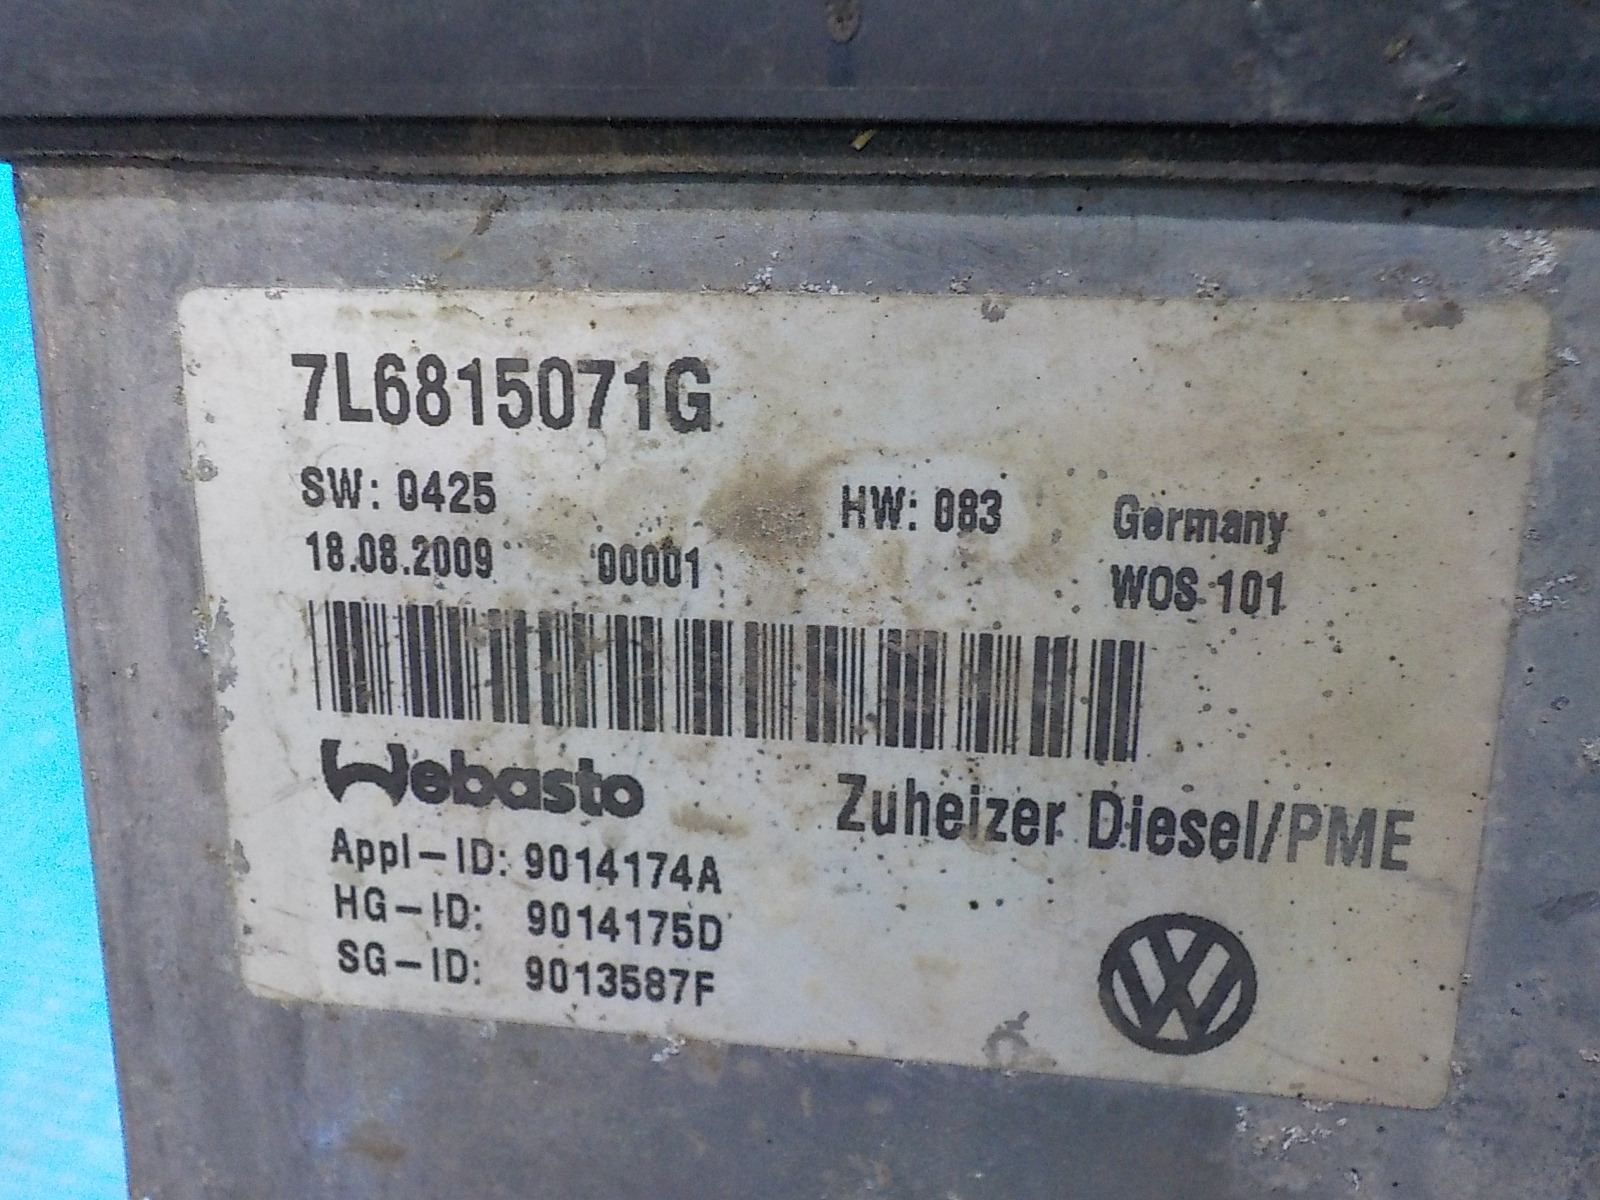 7L6815071G
SW: 0425 HW: 083 Germany
18.08.2009 00001 WOS 101
Webasto Zuheizer Diesel/PME
Appl-ID: 9014174A
HG-ID: 9014175D
SG-ID: 9013587F